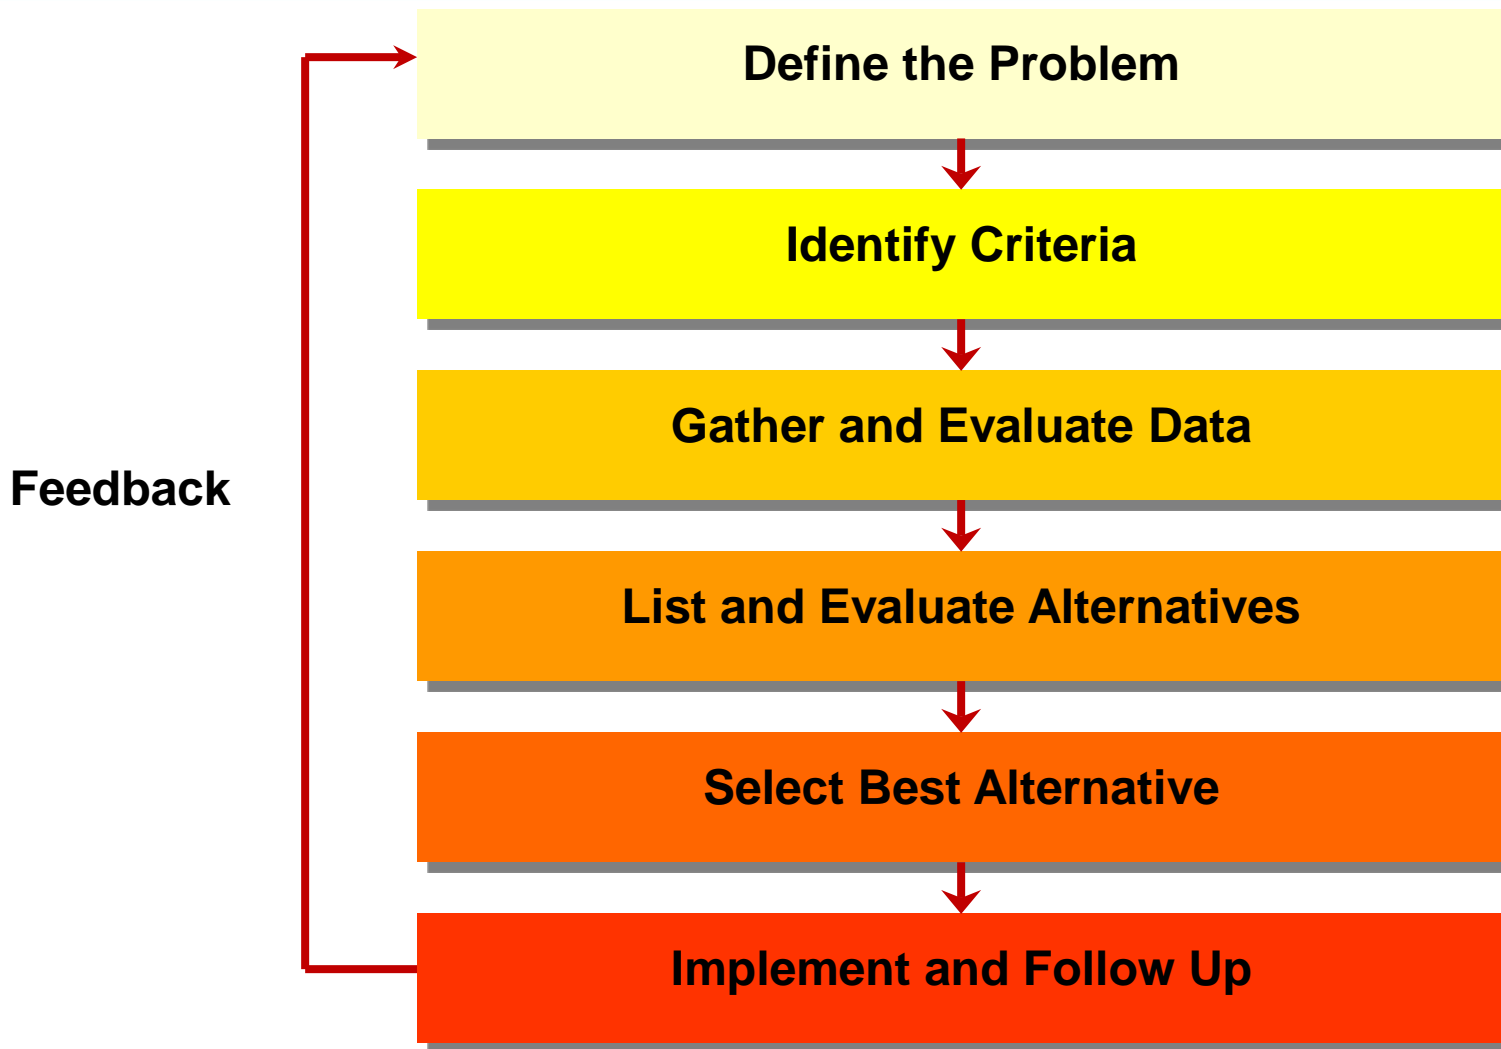 Define the Problem
Identify Criteria
Gather and Evaluate Data
Feedback
List and Evaluate Alternatives
Select Best Alternative
Implement and Follow Up